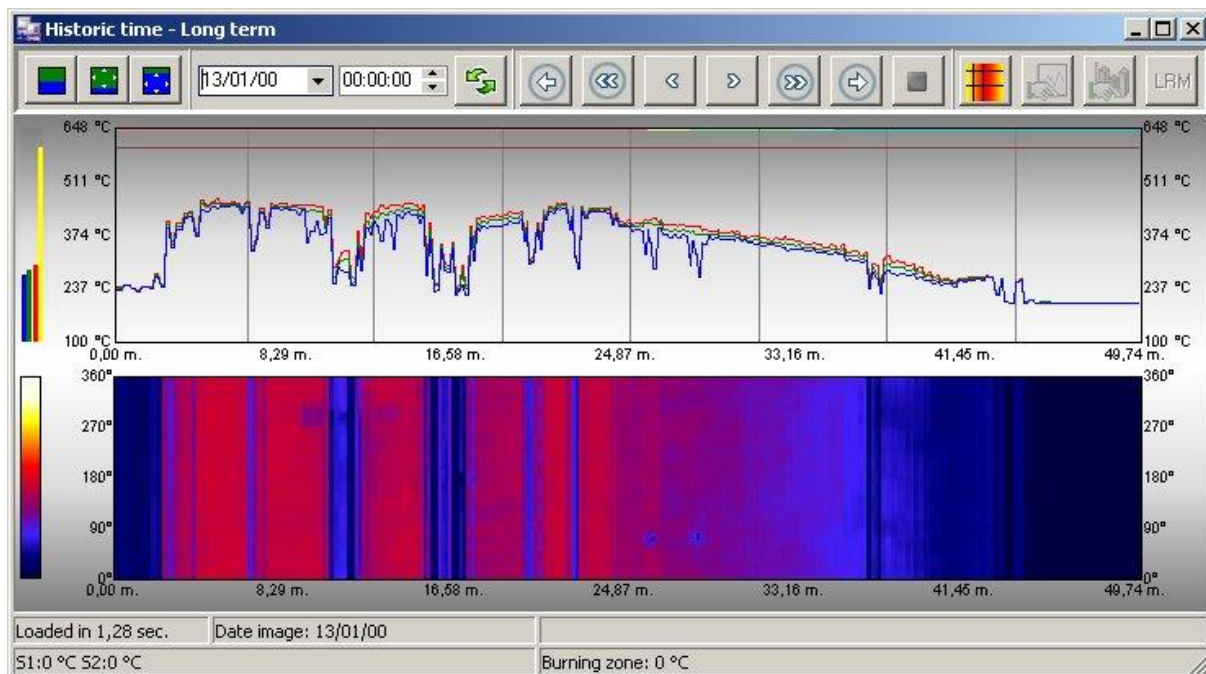 Historic time - Long term
13/01/00 00:00:00 LRM
648 °C 648 °C
511 °C 511 °C
374 °C 374 °C
237 °C 237 °C
100 °C 100 °C
0,00 m. 8,29 m. 16,58 m. 24,87 m. 33,16 m. 41,45 m. 49,74 m.
360° 360°
270° 270°
180° 180°
90° 90°
0° 0°
0,00 m. 8,29 m. 16,58 m. 24,87 m. 33,16 m. 41,45 m. 49,74 m.
Loaded in 1,28 sec. Date image: 13/01/00
S1:0 °C S2:0 °C Burning zone: 0 °C